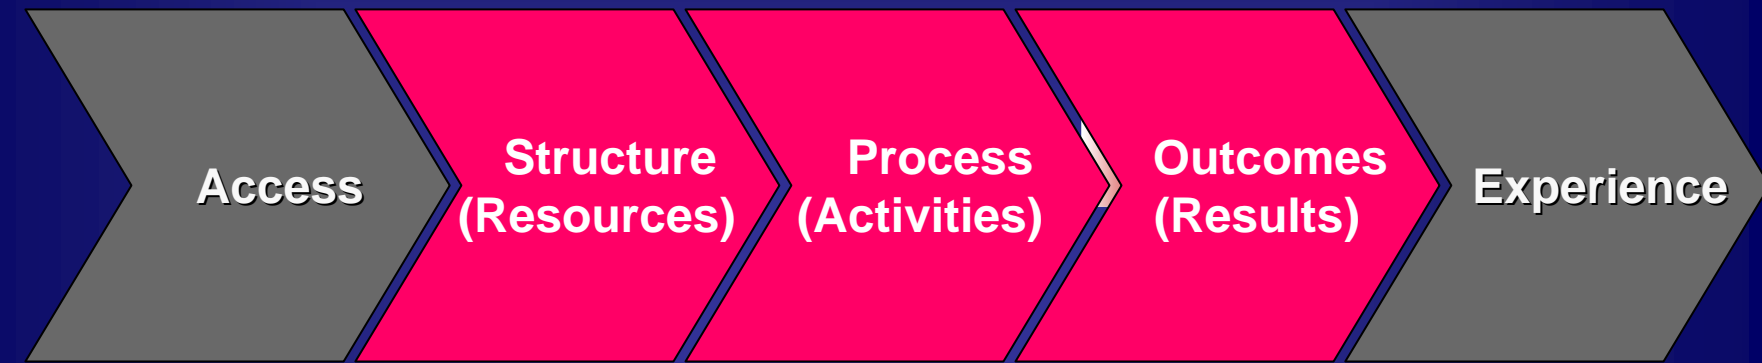 Access
Structure
(Resources)
Process
(Activities)
Outcomes
(Results)
Experience